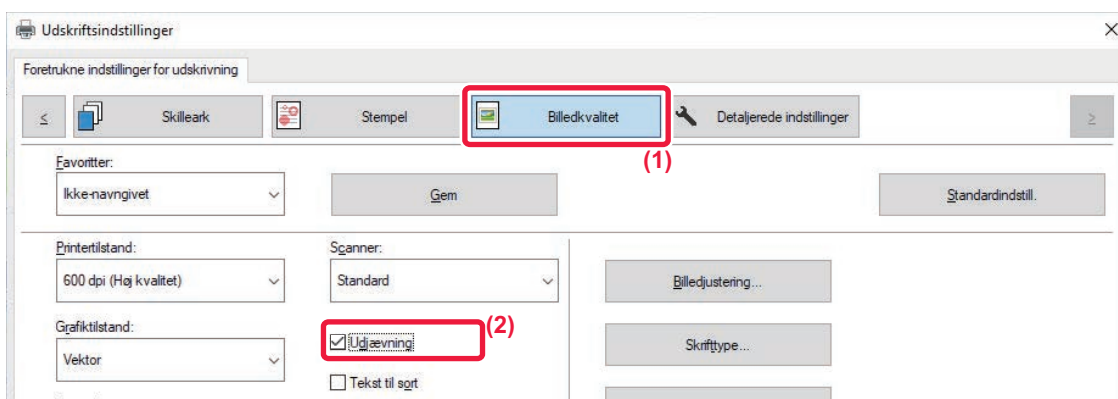 Udskriftsindstillinger
Foretrukne indstillinger for udskrivning
< Skilleark Stempel Billedkvalitet Detaljerede indstillinger >
(1)
Favoritter:
Ikke-navngivet Gem Standardindstill.
Printertilstand: Scanner:
600 dpi (Høj kvalitet) Standard Billedjustering...
Grafiktilstand: (2)
Vektor Udjævning Skrifttype...
Tekst til sort